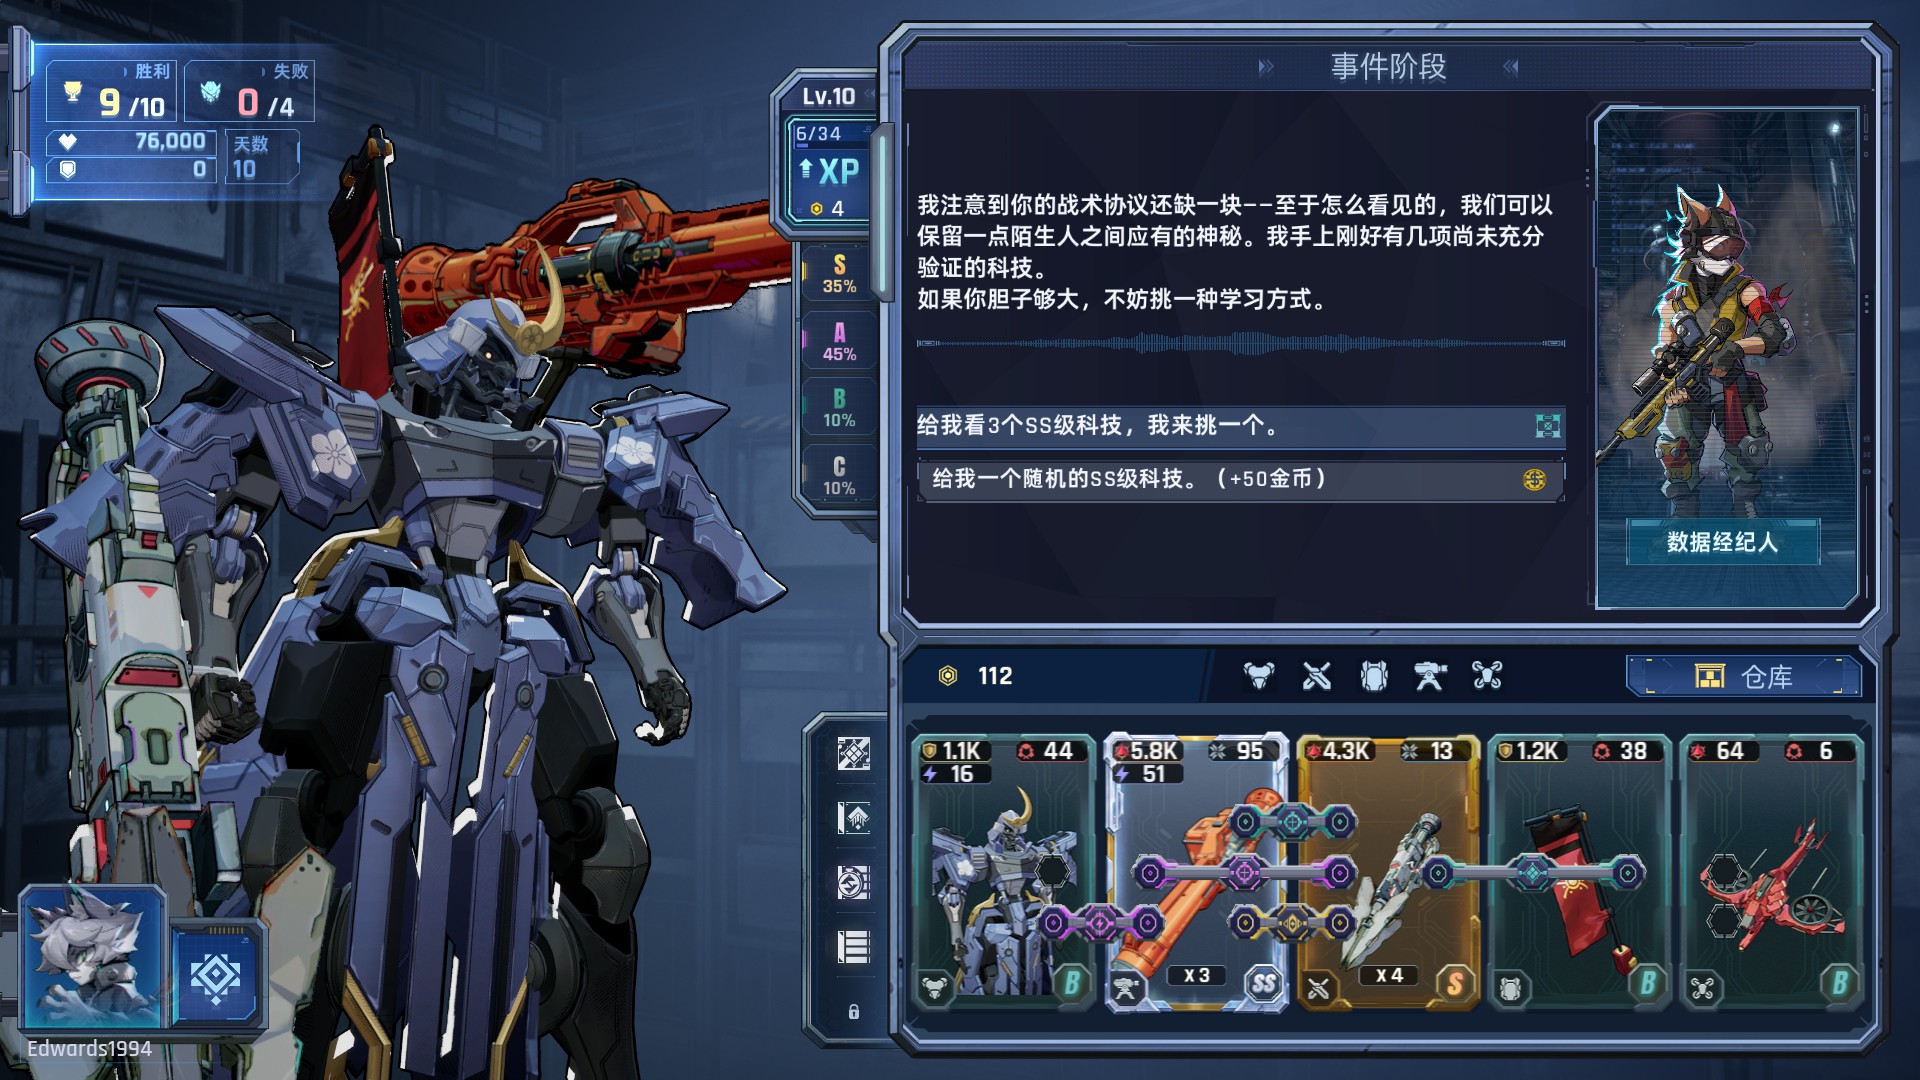 胜利
9/10
失败
0/4
76,000
0
天数
10
Lv.10
6/34
XP
4
S
35%
A
45%
B
10%
C
10%
事件阶段
我注意到你的战术协议还缺一块——至于怎么看见的，我们可以
保留一点陌生人之间应有的神秘。我手上刚好有几项尚未充分
验证的科技。
如果你胆子够大，不妨挑一种学习方式。
给我看3个SS级科技，我来挑一个。
给我一个随机的SS级科技。（+50金币）
数据经纪人
112
仓库
1.1K 44
16
B
5.8K 95
51
x3
SS
4.3K 13
x4
S
1.2K 38
B
64 6
B
Edwards1994